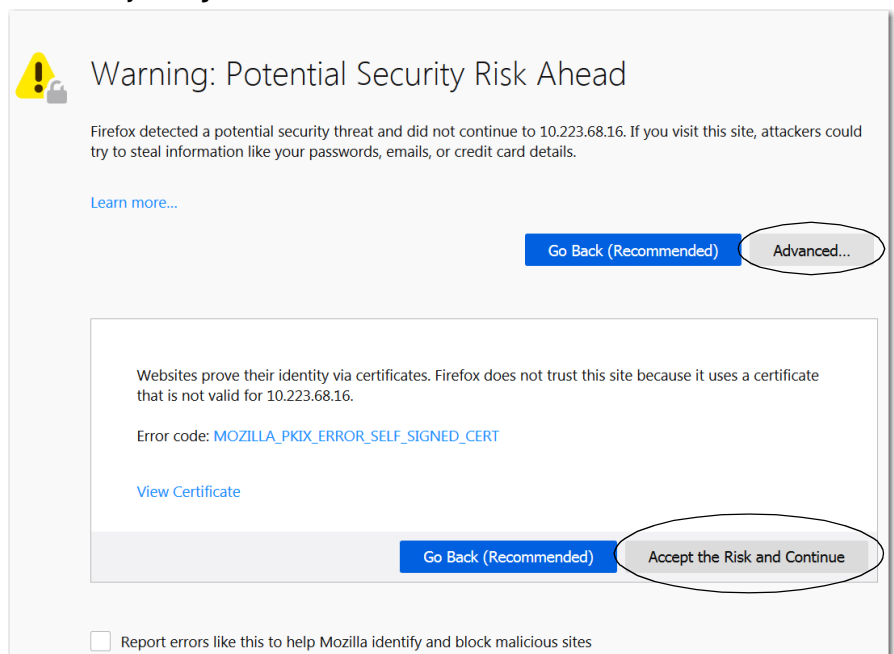 Warning: Potential Security Risk Ahead
Firefox detected a potential security threat and did not continue to 10.223.68.16. If you visit this site, attackers could
try to steal information like your passwords, emails, or credit card details.
Learn more...
Go Back (Recommended) Advanced...
Websites prove their identity via certificates. Firefox does not trust this site because it uses a certificate
that is not valid for 10.223.68.16.
Error code: MOZILLA_PKIX_ERROR_SELF_SIGNED_CERT
View Certificate
Go Back (Recommended) Accept the Risk and Continue
Report errors like this to help Mozilla identify and block malicious sites